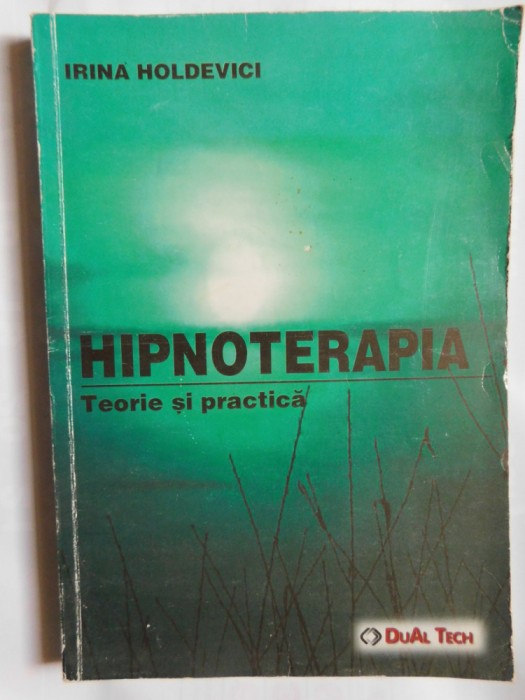 IRINA HOLDEVICI
HIPNOTERAPIA
Teorie și practică
DUAL TECH